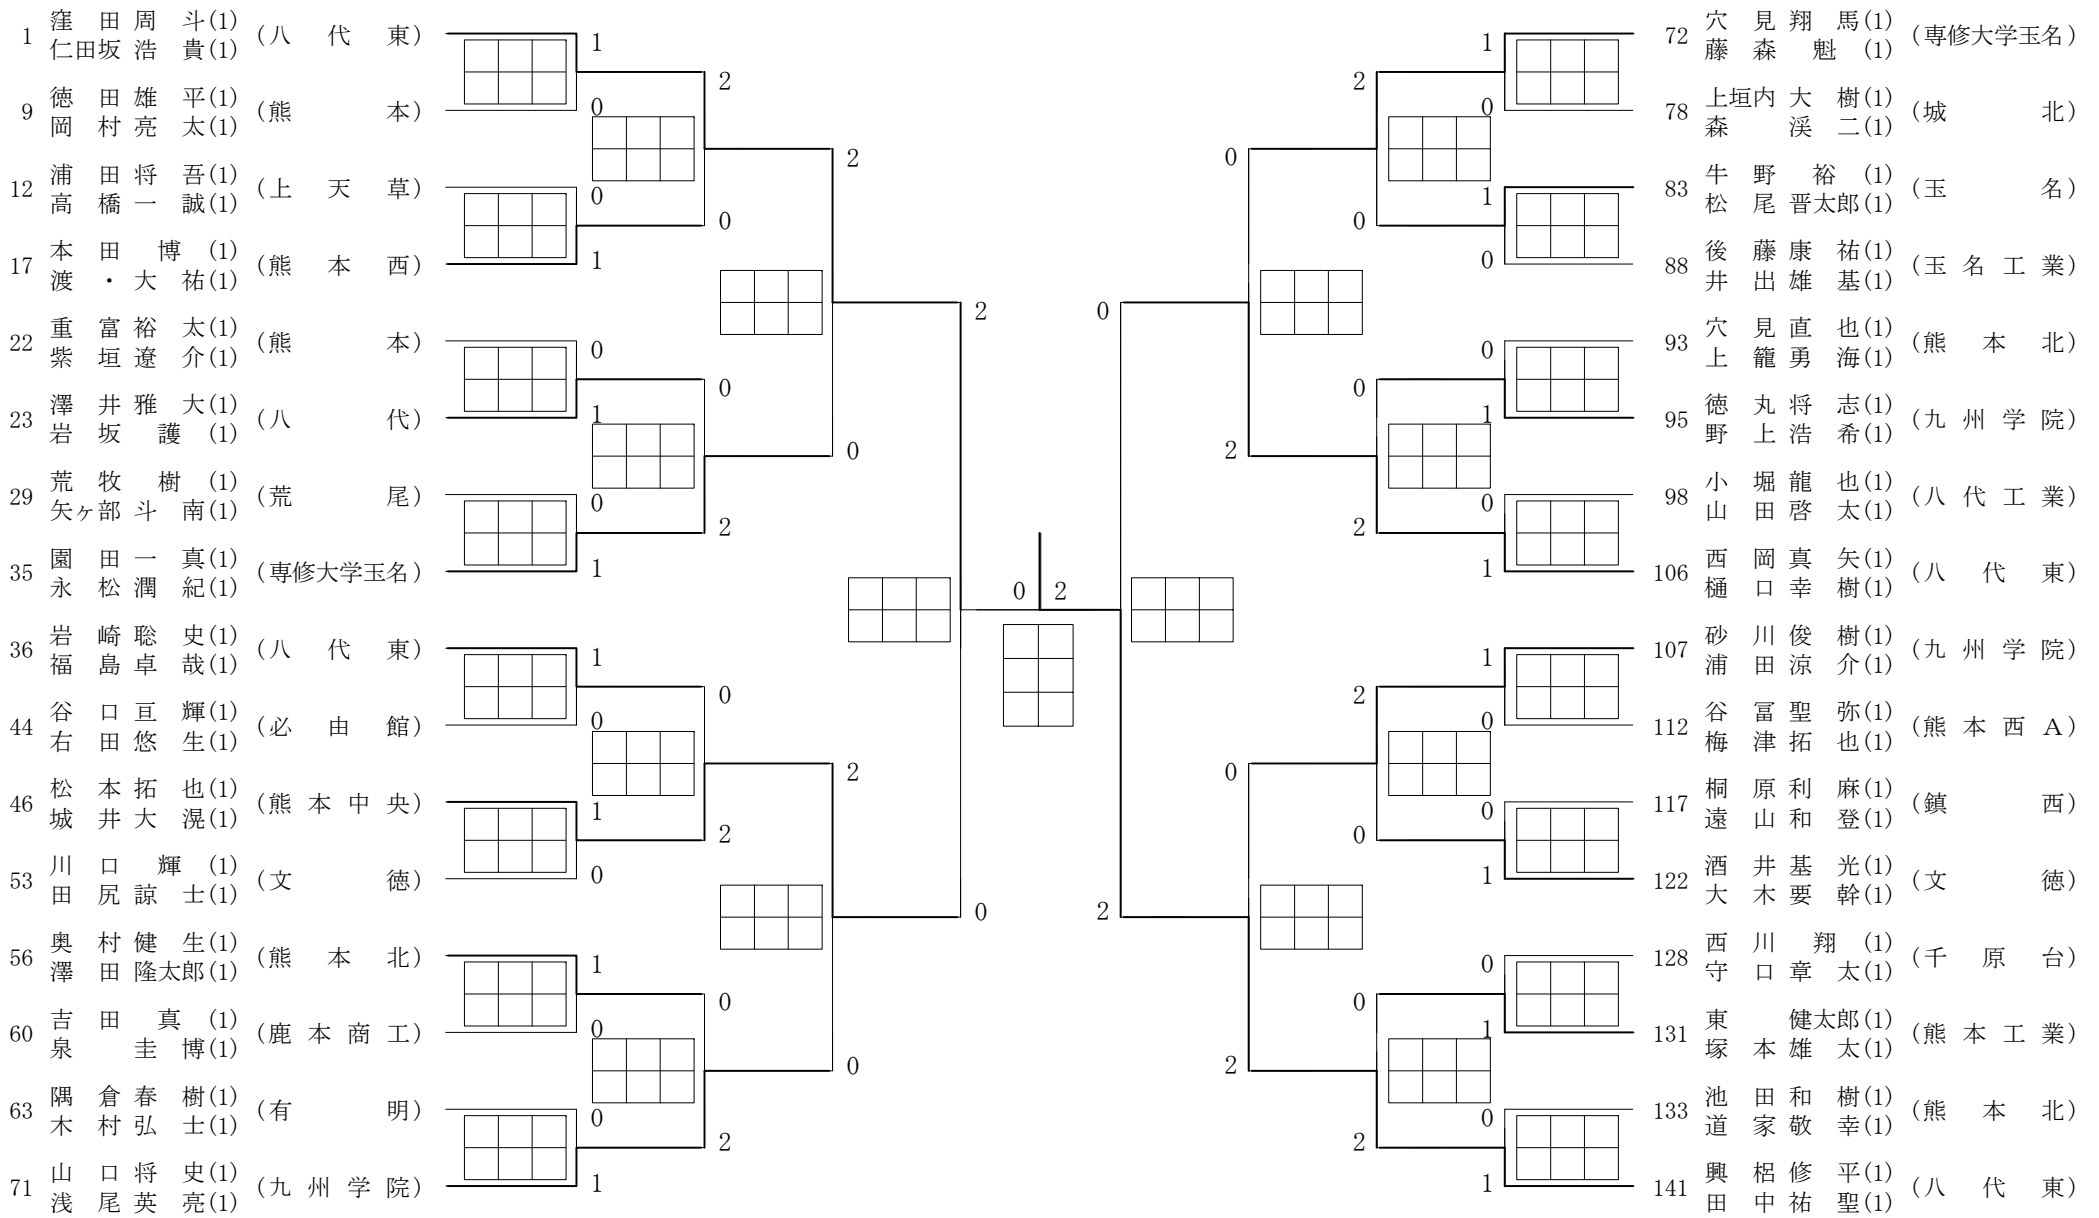 1 窪田周斗(1) (八代東)
仁田坂浩貴(1)
9 徳田雄平(1) (熊本)
岡村亮太(1)
12 浦田将吾(1) (上天草)
高橋一誠(1)
17 本田博(1) (熊本西)
渡・大祐(1)
22 重富裕太(1) (熊本)
紫垣遼介(1)
23 澤井雅大(1) (八代)
岩坂護(1)
29 荒牧樹(1) (荒尾)
矢ヶ部斗南(1)
35 園田一真(1) (専修大学玉名)
永松潤紀(1)
36 岩崎聡史(1) (八代東)
福島卓哉(1)
44 谷口亘輝(1) (必由館)
右田悠生(1)
46 松本拓也(1) (熊本中央)
城井大滉(1)
53 川口輝(1) (文徳)
田尻諒士(1)
56 奥村健生(1) (熊本北)
澤田隆太郎(1)
60 吉田真(1) (鹿本商工)
泉圭博(1)
63 隅倉春樹(1) (有明)
木村弘士(1)
71 山口将史(1) (九州学院)
浅尾英亮(1)
1
0
0
1
0
1
0
1
1
0
1
0
1
0
0
1
2
0
0
2
0
2
0
2
2
0
2
0
2
0
0 2
0
2
0
2
0
2
2
0
0
2
2
0
0
2
1
0
1
0
0
1
0
1
1
0
0
1
0
1
0
1
72 穴見翔馬(1) (専修大学玉名)
藤森魁(1)
78 上垣内大樹(1) (城北)
森渓二(1)
83 牛野裕(1) (玉名)
松尾晋太郎(1)
88 後藤康祐(1) (玉名工業)
井出雄基(1)
93 穴見直也(1) (熊本北)
上籠勇海(1)
95 徳丸将志(1) (九州学院)
野上浩希(1)
98 小堀龍也(1) (八代工業)
山田啓太(1)
106 西岡真矢(1) (八代東)
樋口幸樹(1)
107 砂川俊樹(1) (九州学院)
浦田涼介(1)
112 谷冨聖弥(1) (熊本西A)
梅津拓也(1)
117 桐原利麻(1) (鎮西)
遠山和登(1)
122 酒井基光(1) (文徳)
大木要幹(1)
128 西川翔(1) (千原台)
守口章太(1)
131 東健太郎(1) (熊本工業)
塚本雄太(1)
133 池田和樹(1) (熊本北)
道家敬幸(1)
141 興梠修平(1) (八代東)
田中祐聖(1)